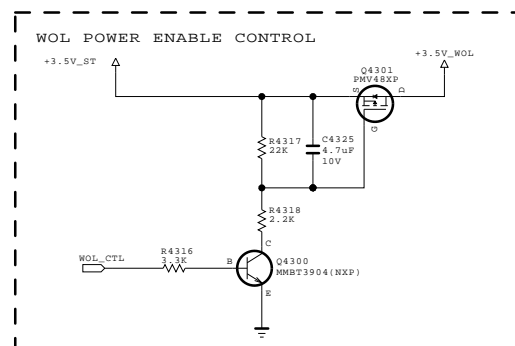 WOL POWER ENABLE CONTROL
+3.5V_ST
+3.5V_WOL
Q4301
PMV48XP
S
D
G
R4317
22K
C4325
4.7uF
10V
R4318
2.2K
C
WOL_CTL
R4316
3.3K
B
Q4300
MMBT3904(NXP)
E